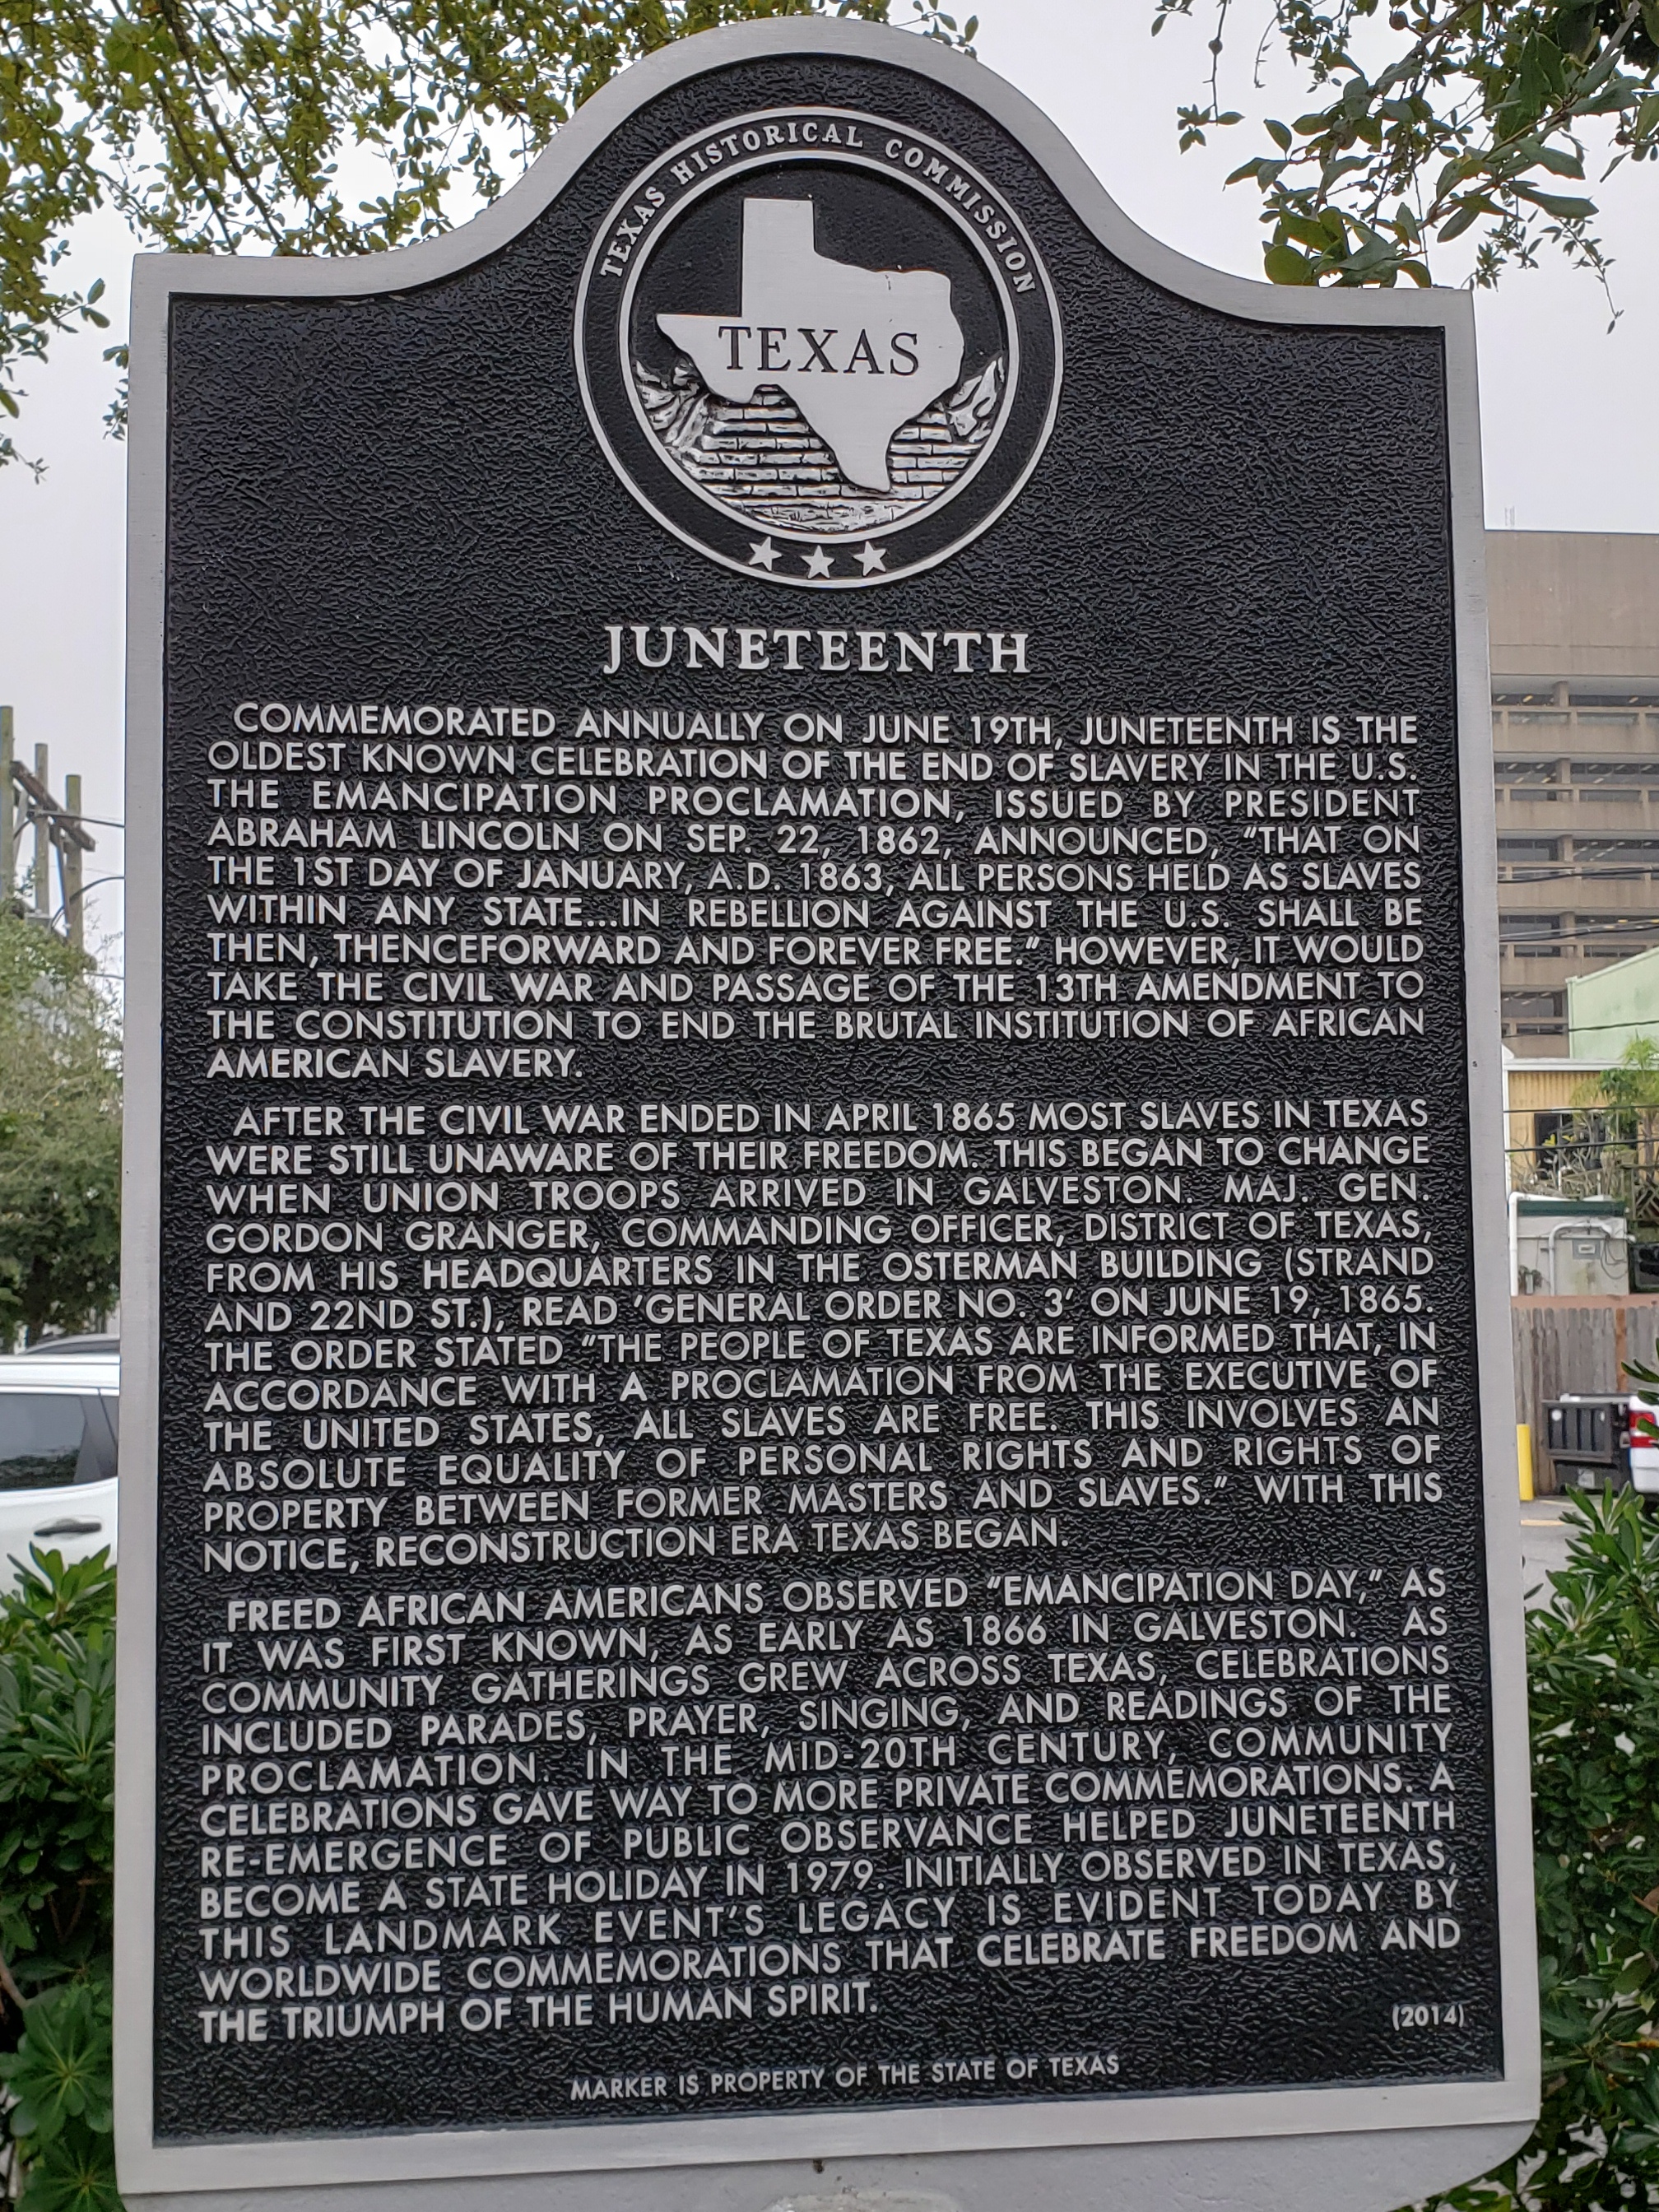 TEXAS HISTORICAL COMMISSION
TEXAS
JUNETEENTH
COMMEMORATED ANNUALLY ON JUNE 19TH, JUNETEENTH IS THE
OLDEST KNOWN CELEBRATION OF THE END OF SLAVERY IN THE U.S.
THE EMANCIPATION PROCLAMATION, ISSUED BY PRESIDENT
ABRAHAM LINCOLN ON SEP. 22, 1862, ANNOUNCED, "THAT ON
THE 1ST DAY OF JANUARY, A.D. 1863, ALL PERSONS HELD AS SLAVES
WITHIN ANY STATE...IN REBELLION AGAINST THE U.S. SHALL BE
THEN, THENCEFORWARD AND FOREVER FREE." HOWEVER, IT WOULD
TAKE THE CIVIL WAR AND PASSAGE OF THE 13TH AMENDMENT TO
THE CONSTITUTION TO END THE BRUTAL INSTITUTION OF AFRICAN
AMERICAN SLAVERY.
AFTER THE CIVIL WAR ENDED IN APRIL 1865 MOST SLAVES IN TEXAS
WERE STILL UNAWARE OF THEIR FREEDOM. THIS BEGAN TO CHANGE
WHEN UNION TROOPS ARRIVED IN GALVESTON. MAJ. GEN.
GORDON GRANGER, COMMANDING OFFICER, DISTRICT OF TEXAS,
FROM HIS HEADQUARTERS IN THE OSTERMAN BUILDING (STRAND
AND 22ND ST.), READ 'GENERAL ORDER NO. 3' ON JUNE 19, 1865.
THE ORDER STATED "THE PEOPLE OF TEXAS ARE INFORMED THAT, IN
ACCORDANCE WITH A PROCLAMATION FROM THE EXECUTIVE OF
THE UNITED STATES, ALL SLAVES ARE FREE. THIS INVOLVES AN
ABSOLUTE EQUALITY OF PERSONAL RIGHTS AND RIGHTS OF
PROPERTY BETWEEN FORMER MASTERS AND SLAVES." WITH THIS
NOTICE, RECONSTRUCTION ERA TEXAS BEGAN.
FREED AFRICAN AMERICANS OBSERVED "EMANCIPATION DAY," AS
IT WAS FIRST KNOWN, AS EARLY AS 1866 IN GALVESTON. AS
COMMUNITY GATHERINGS GREW ACROSS TEXAS, CELEBRATIONS
INCLUDED PARADES, PRAYER, SINGING, AND READINGS OF THE
PROCLAMATION. IN THE MID-20TH CENTURY, COMMUNITY
CELEBRATIONS GAVE WAY TO MORE PRIVATE COMMEMORATIONS. A
RE-EMERGENCE OF PUBLIC OBSERVANCE HELPED JUNETEENTH
BECOME A STATE HOLIDAY IN 1979. INITIALLY OBSERVED IN TEXAS,
THIS LANDMARK EVENT'S LEGACY IS EVIDENT TODAY BY
WORLDWIDE COMMEMORATIONS THAT CELEBRATE FREEDOM AND
THE TRIUMPH OF THE HUMAN SPIRIT.
(2014)
MARKER IS PROPERTY OF THE STATE OF TEXAS